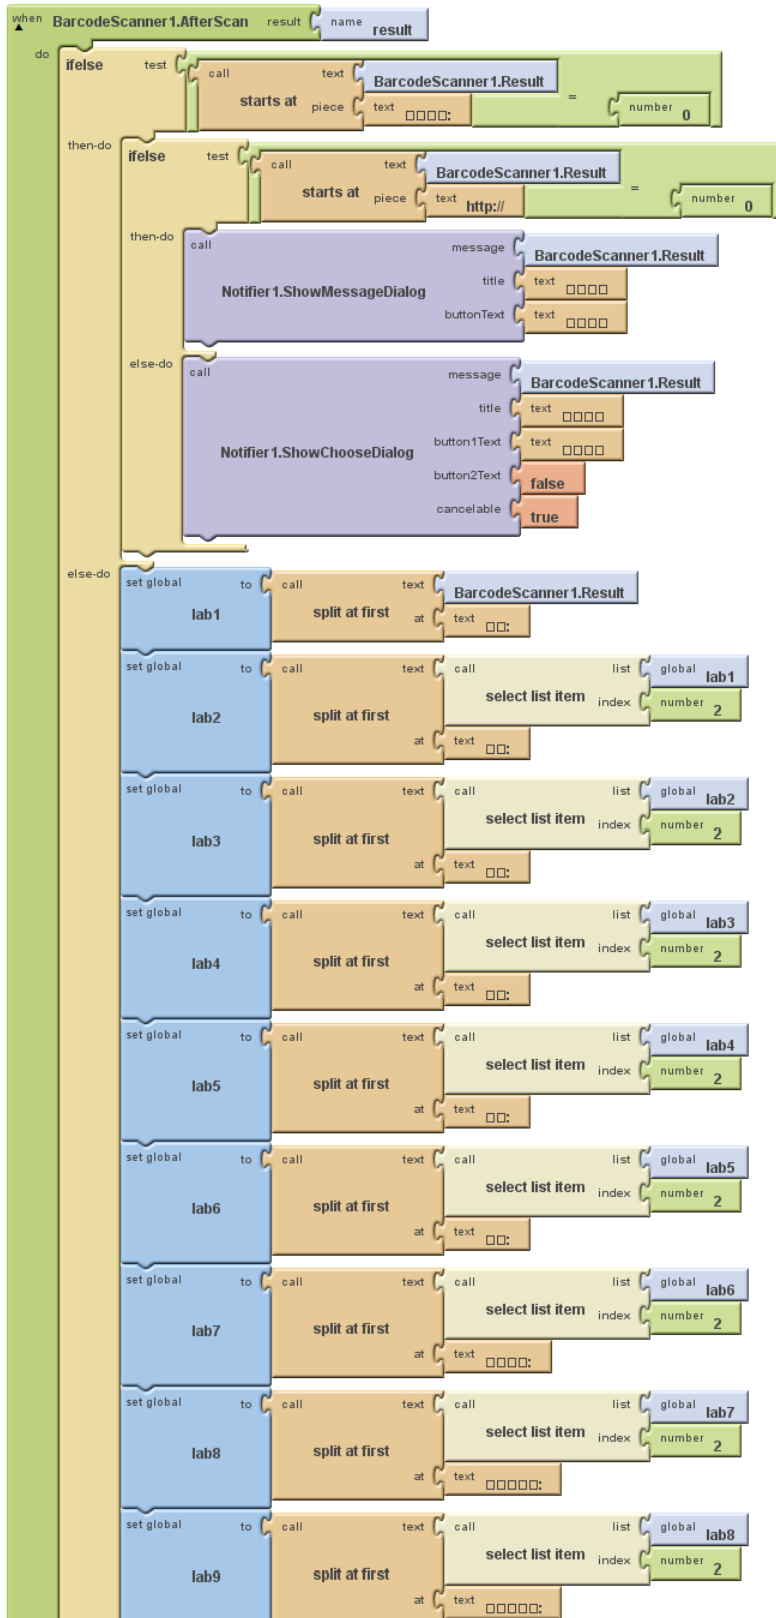 when BarcodeScanner1.AfterScan result name result
do ifelse test call text BarcodeScanner1.Result
starts at piece text □□□□: = number 0
then-do ifelse test call text BarcodeScanner1.Result
starts at piece text http:// = number 0
then-do call message BarcodeScanner1.Result
Notifier1.ShowMessageDialog title text □□□□
buttonText text □□□□
else-do call message BarcodeScanner1.Result
title text □□□□
Notifier1.ShowChooseDialog button1Text text □□□□
button2Text false
cancelable true
else-do set global to call text BarcodeScanner1.Result
lab1 split at first at text □□:
set global to call text call list global lab1
lab2 split at first select list item index number 2
at text □□:
set global to call text call list global lab2
lab3 split at first select list item index number 2
at text □□:
set global to call text call list global lab3
lab4 split at first select list item index number 2
at text □□:
set global to call text call list global lab4
lab5 split at first select list item index number 2
at text □□:
set global to call text call list global lab5
lab6 split at first select list item index number 2
at text □□:
set global to call text call list global lab6
lab7 split at first select list item index number 2
at text □□□□:
set global to call text call list global lab7
lab8 split at first select list item index number 2
at text □□□□□:
set global to call text call list global lab8
lab9 split at first select list item index number 2
at text □□□□□: